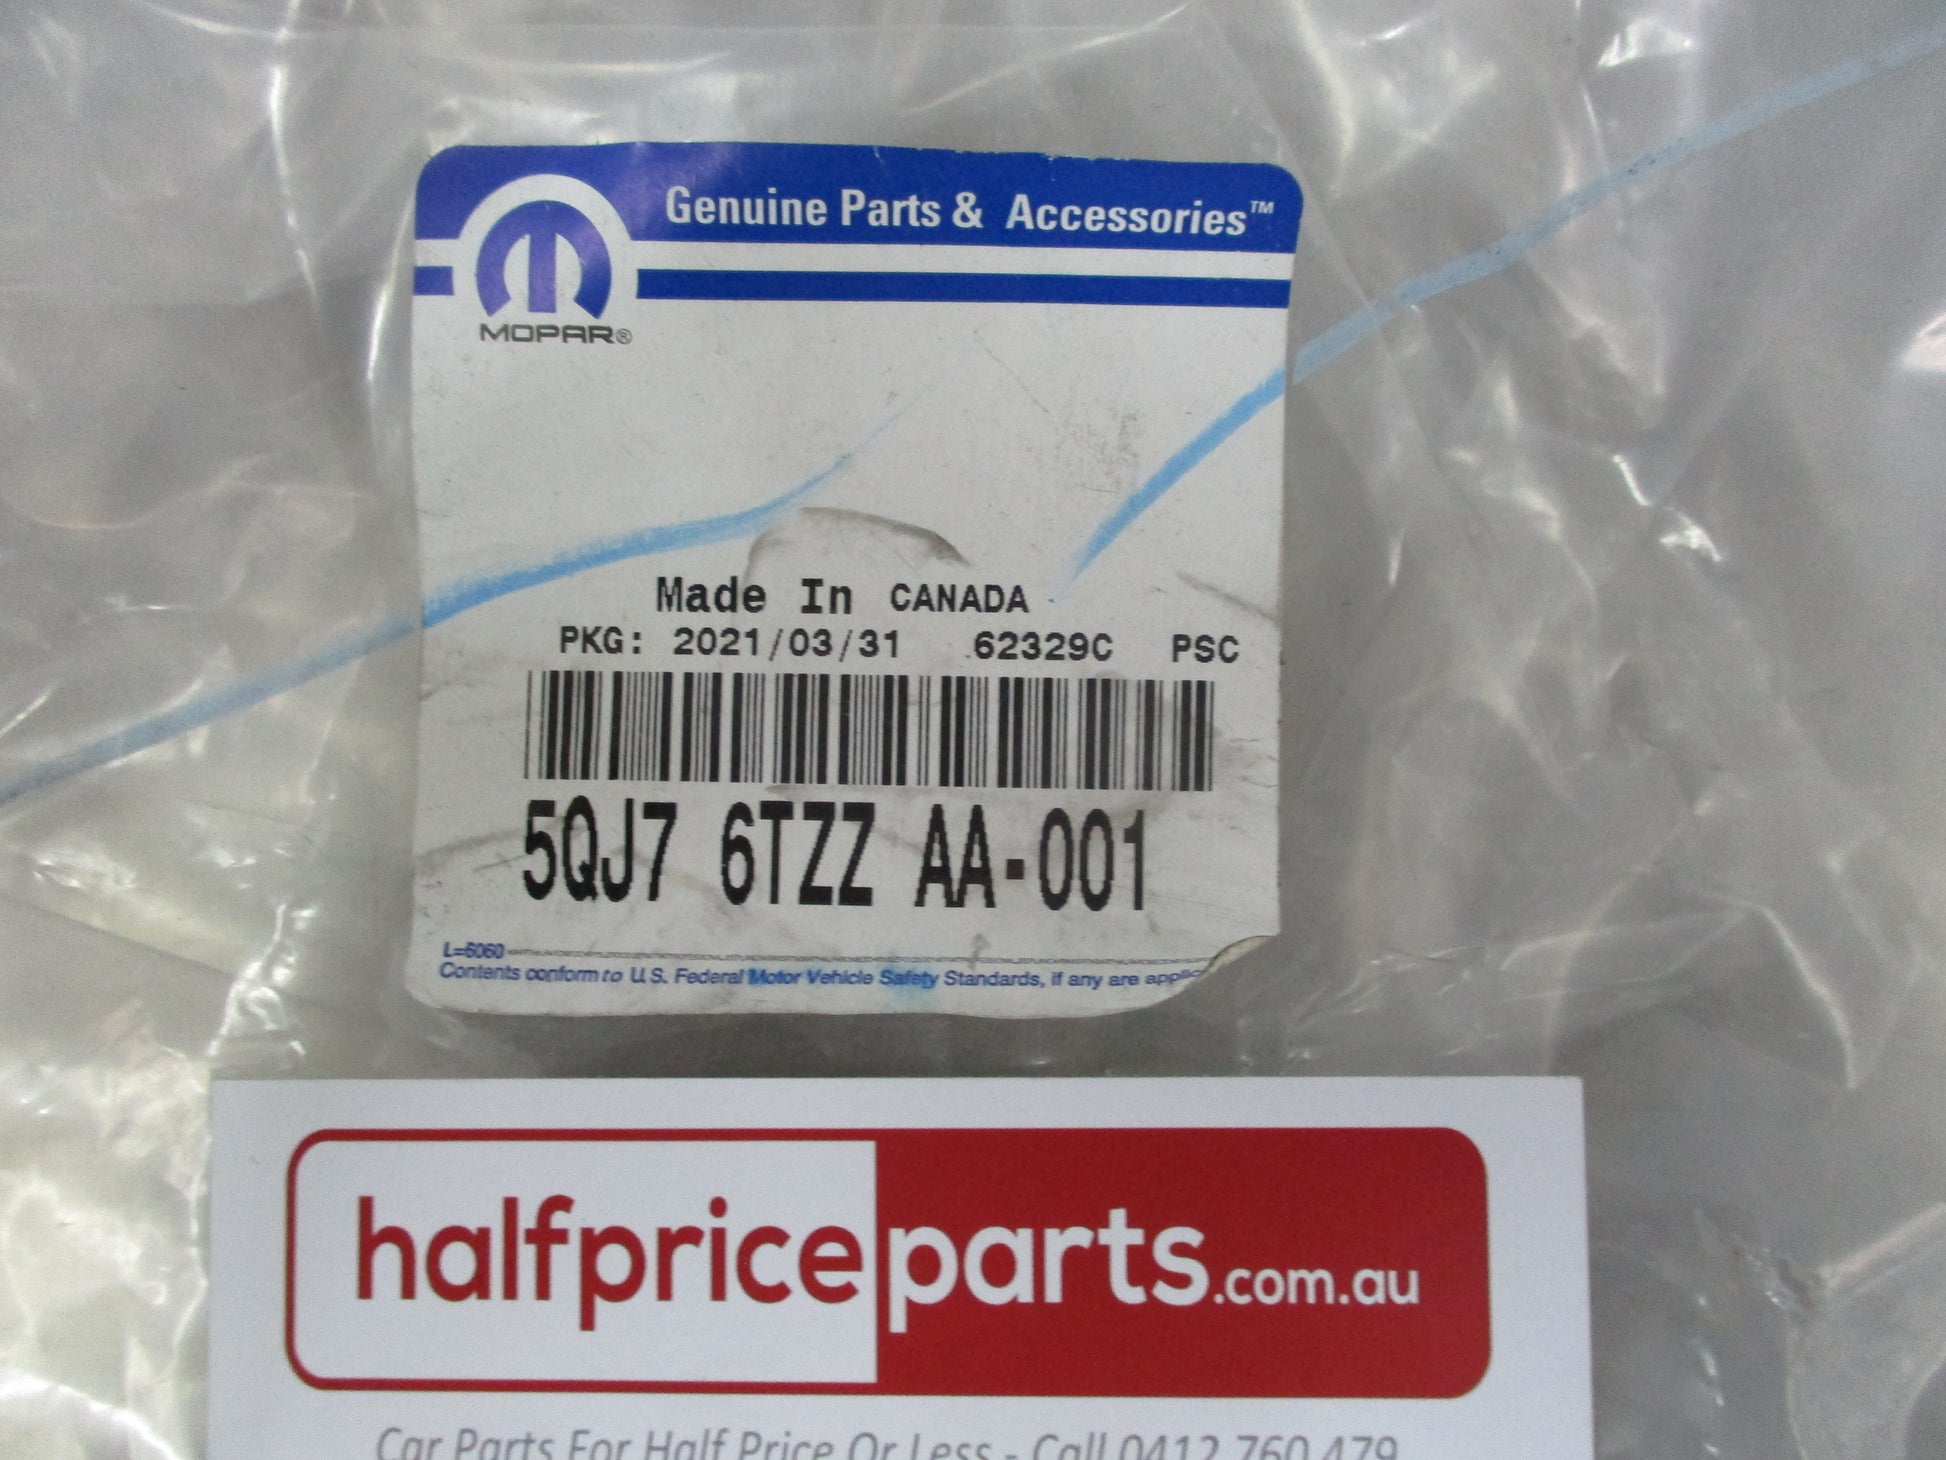 Genuine Parts & Accessories™
MOPAR®
Made In CANADA
PKG: 2021/03/31 62329C PSC
5QJ7 6TZZ AA-001
L=6060
Contents conform to U.S. Federal Motor Vehicle Safety Standards, if any are
halfpriceparts.com.au
Car Parts For Half Price Or Less - Call 0412 760 479